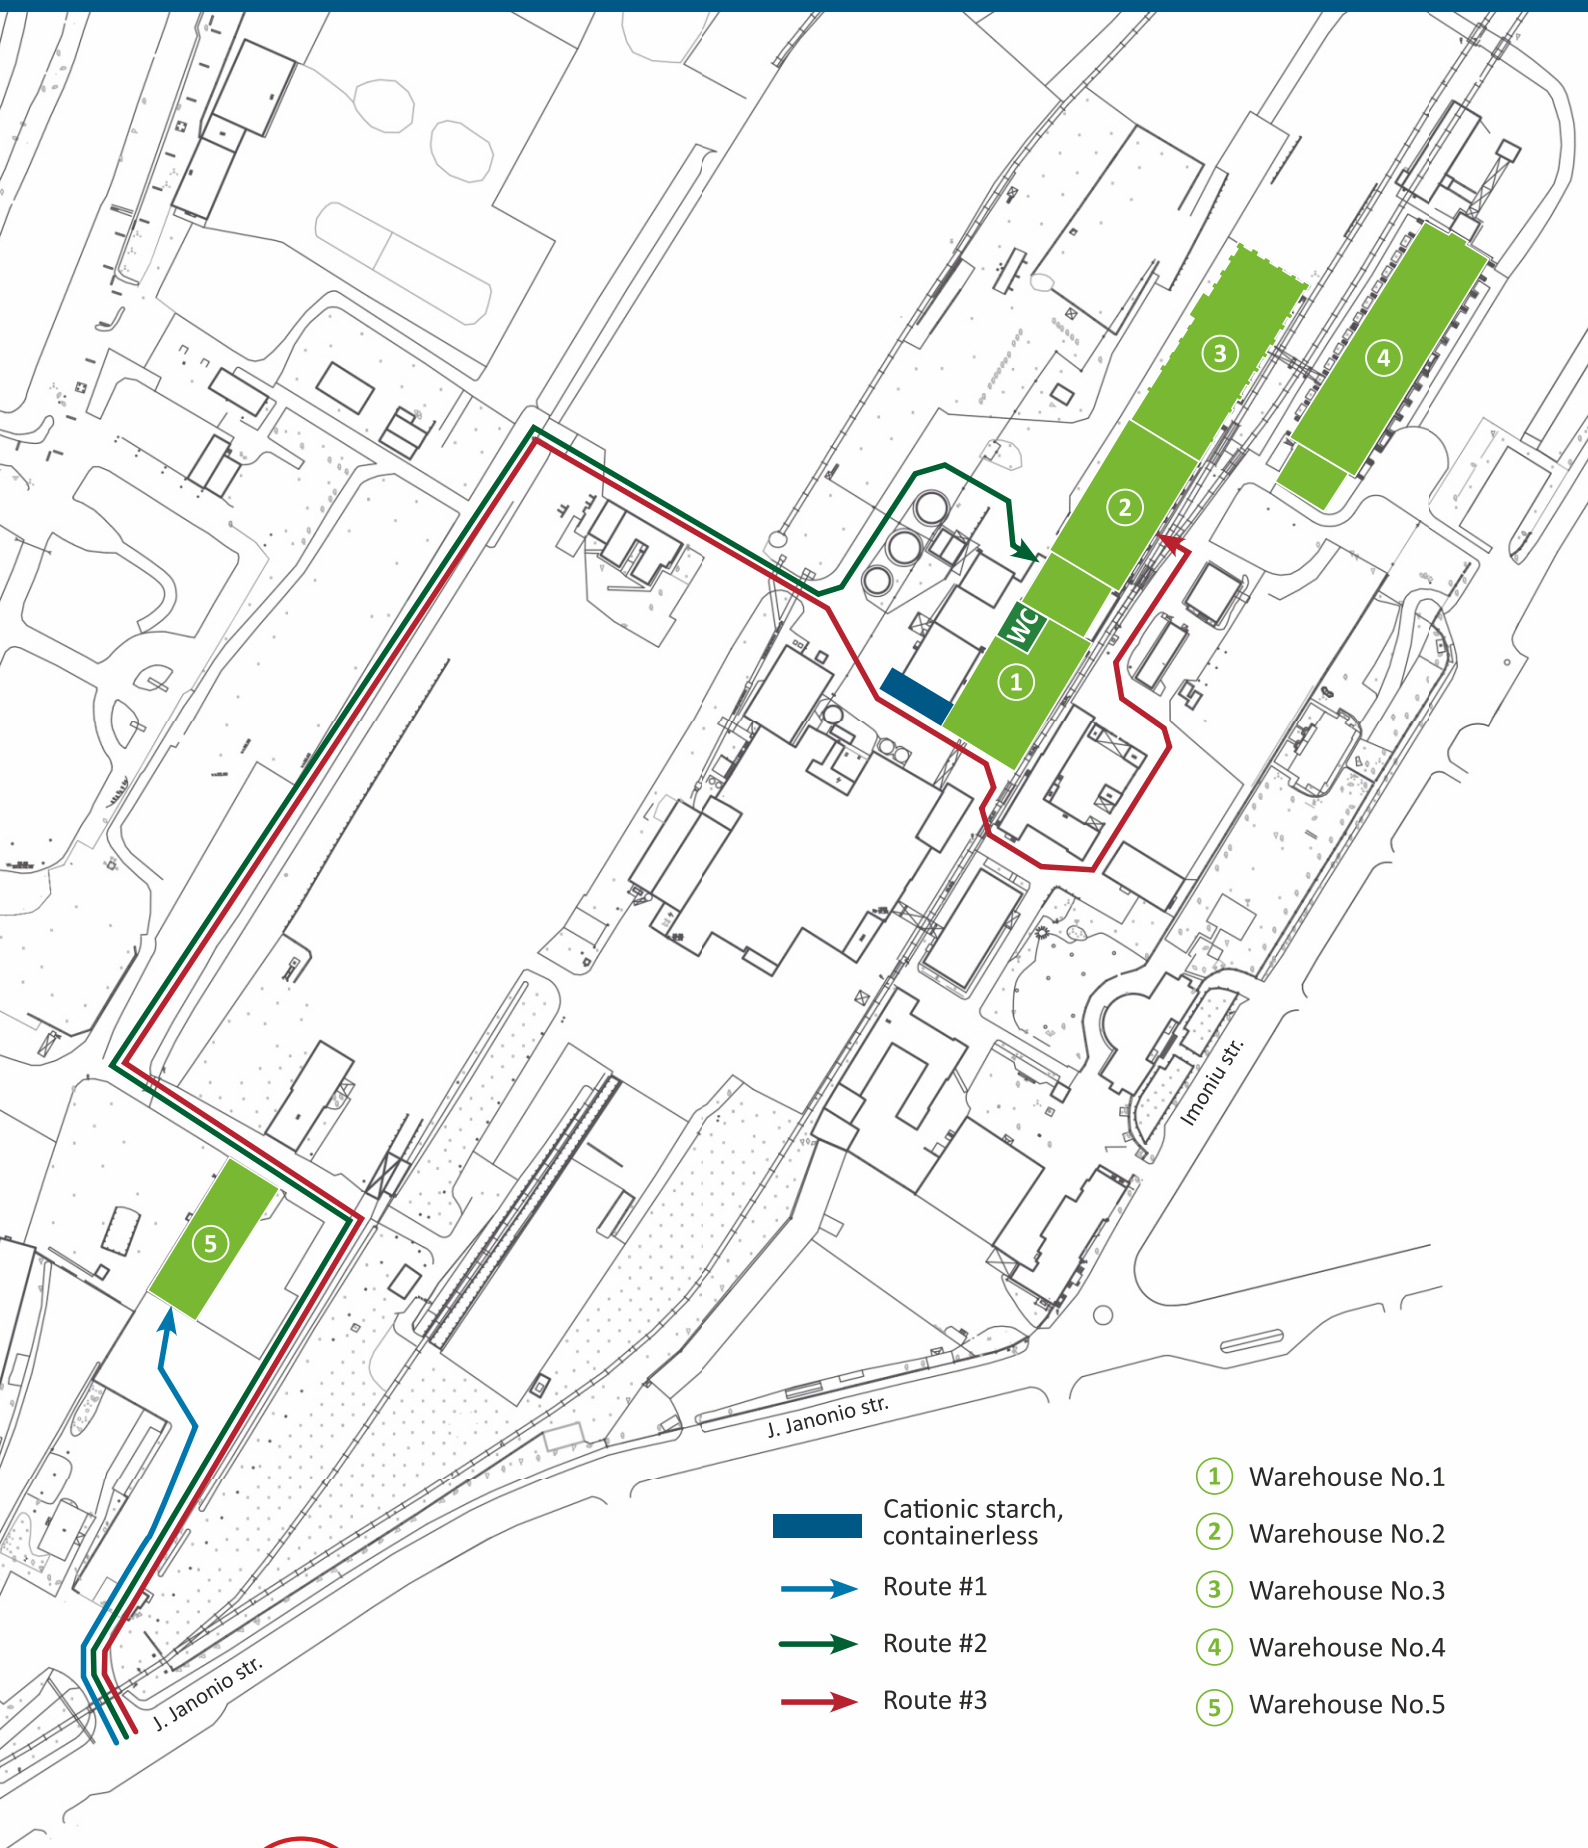 3
4
2
WC
1
5
Imoniu str.
J. Janonio str.
J. Janonio str.
Cationic starch,
containerless
Route #1
Route #2
Route #3
1 Warehouse No.1
2 Warehouse No.2
3 Warehouse No.3
4 Warehouse No.4
5 Warehouse No.5